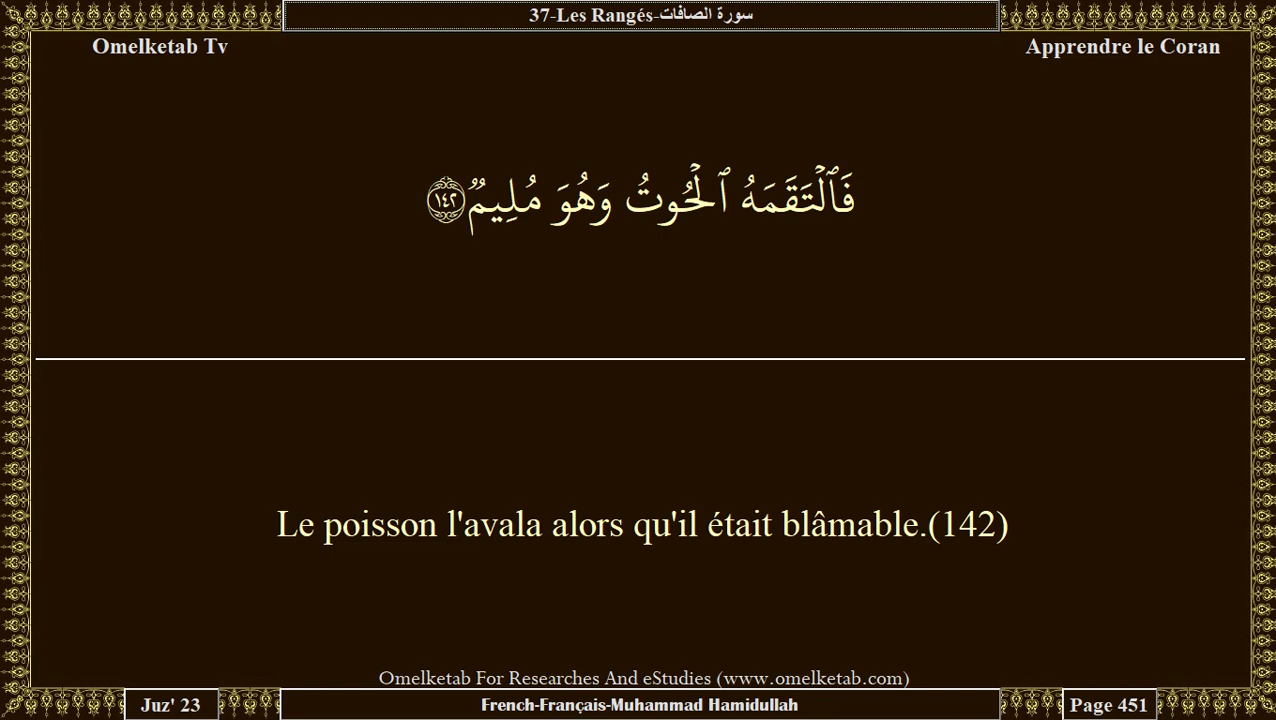 37-Les Rangés-سورة الصافات
Omelketab Tv
Apprendre le Coran
فَٱلۡتَقَمَهُ ٱلۡحُوتُ وَهُوَ مُلِيمٞ ١٤٢
Le poisson l'avala alors qu'il était blâmable.(142)
Omelketab For Researches And eStudies (www.omelketab.com)
Juz' 23
French-Français-Muhammad Hamidullah
Page 451